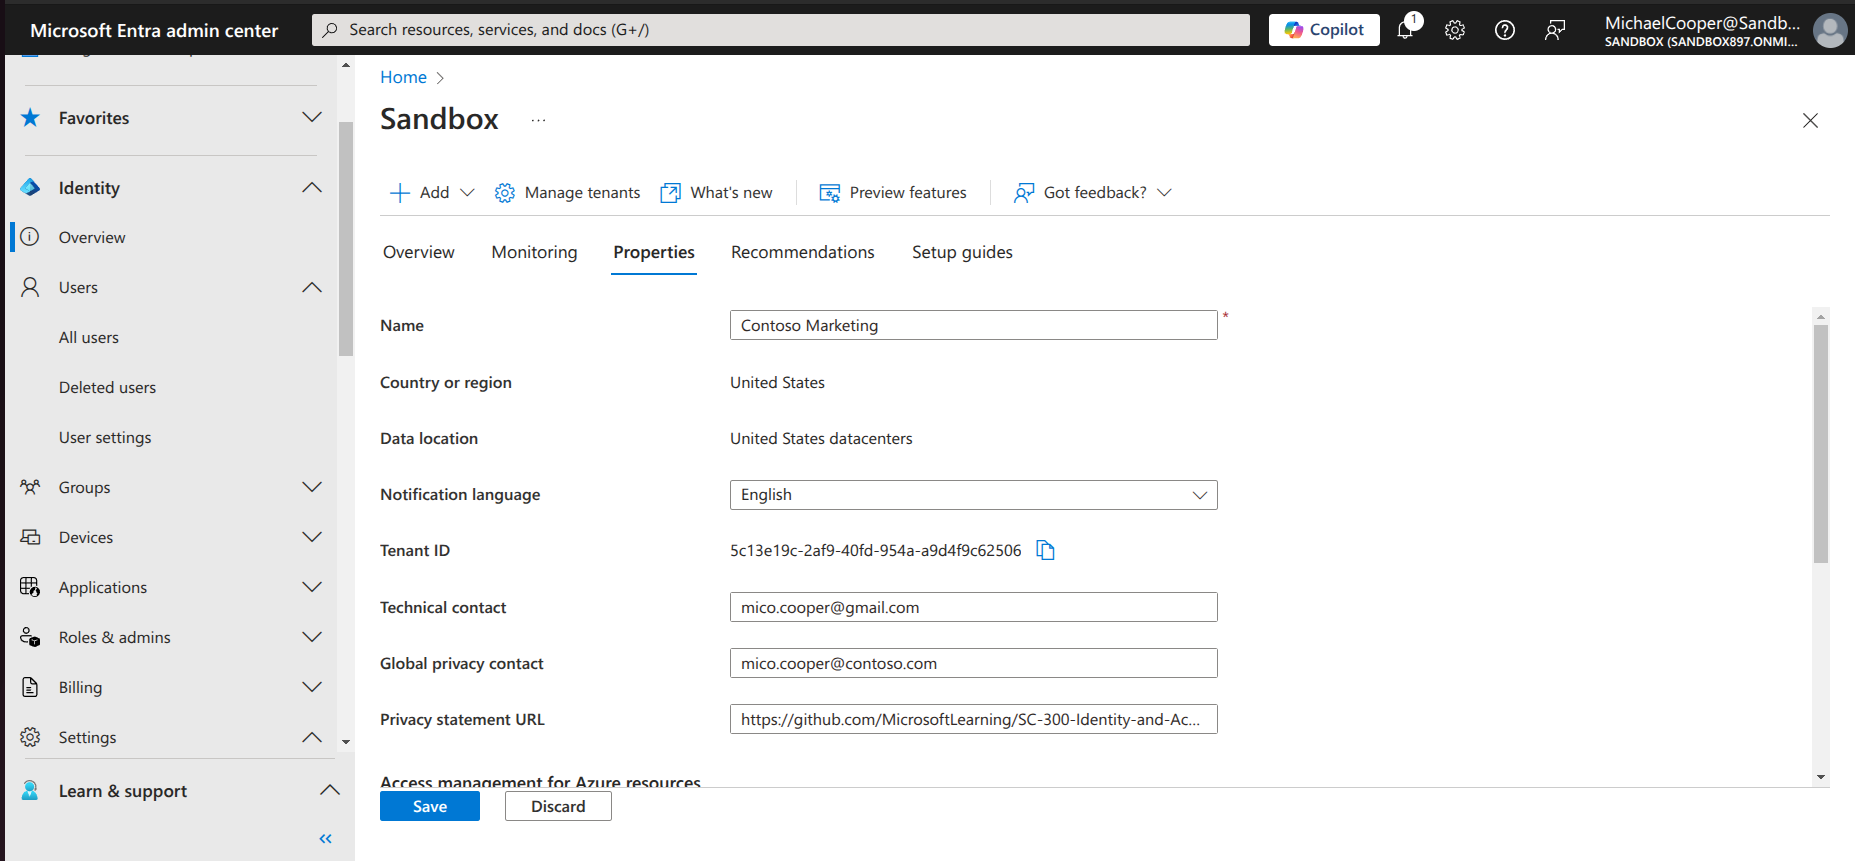 Microsoft Entra admin center
Search resources, services, and docs (G+/)
Copilot
1
MichaelCooper@Sandb...
SANDBOX (SANDBOX897.ONMI...
Favorites
Identity
Overview
Users
All users
Deleted users
User settings
Groups
Devices
Applications
Roles & admins
Billing
Settings
Learn & support
Home
Sandbox
Add
Manage tenants
What's new
Preview features
Got feedback?
Overview
Monitoring
Properties
Recommendations
Setup guides
Name
Contoso Marketing *
Country or region
United States
Data location
United States datacenters
Notification language
English
Tenant ID
5c13e19c-2af9-40fd-954a-a9d4f9c62506
Technical contact
mico.cooper@gmail.com
Global privacy contact
mico.cooper@contoso.com
Privacy statement URL
https://github.com/MicrosoftLearning/SC-300-Identity-and-Ac...
Access management for Azure resources
Save
Discard